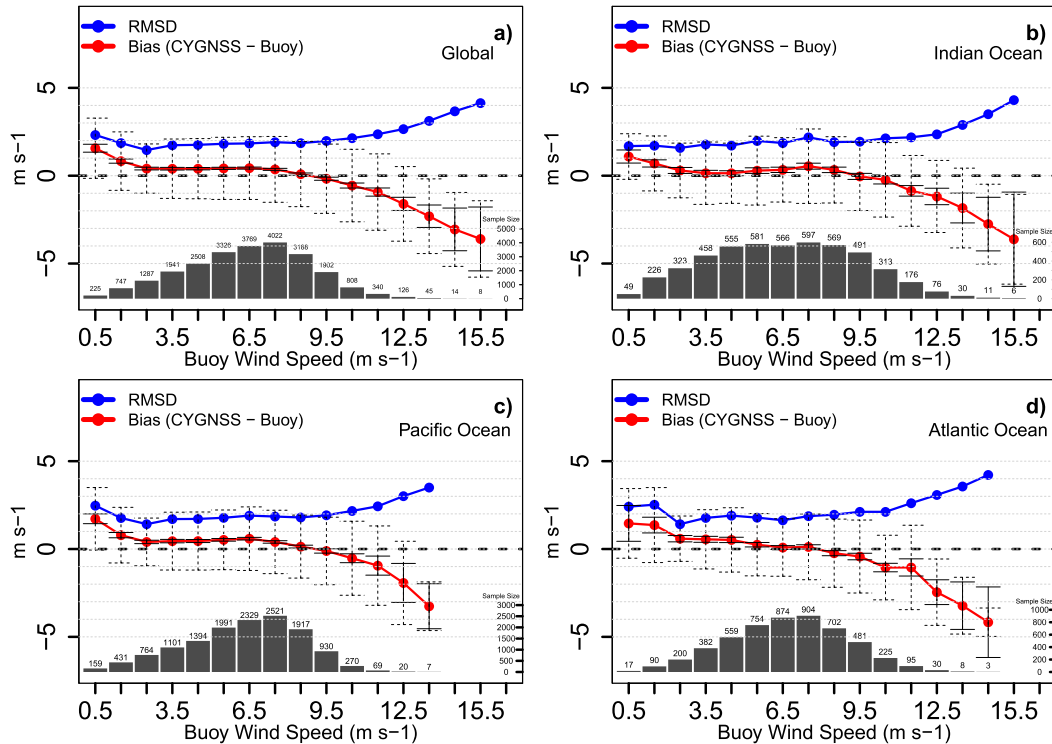 RMSD
Bias (CYGNSS − Buoy)
a)
Global
m s−1
5
0
−5
Sample Size
5000
4000
3000
2000
1000
0
225 747 1287 1541 2508 3326 3769 4022 3166 1902 808 340 126 45 14 8
0.5 3.5 6.5 9.5 12.5 15.5
Buoy Wind Speed (m s−1)
RMSD
Bias (CYGNSS − Buoy)
b)
Indian Ocean
m s−1
5
0
−5
Sample Size
600
400
200
0
49 226 323 458 555 581 566 597 569 491 313 176 76 30 11 6
0.5 3.5 6.5 9.5 12.5 15.5
Buoy Wind Speed (m s−1)
RMSD
Bias (CYGNSS − Buoy)
c)
Pacific Ocean
m s−1
5
0
−5
Sample Size
3000
2500
2000
1500
1000
500
0
159 431 764 1101 1394 1991 2329 2521 1917 930 270 69 20 7
0.5 3.5 6.5 9.5 12.5 15.5
Buoy Wind Speed (m s−1)
RMSD
Bias (CYGNSS − Buoy)
d)
Atlantic Ocean
m s−1
5
0
−5
Sample Size
1000
800
600
400
200
0
17 90 200 382 559 754 874 904 702 481 225 95 30 8 3
0.5 3.5 6.5 9.5 12.5 15.5
Buoy Wind Speed (m s−1)